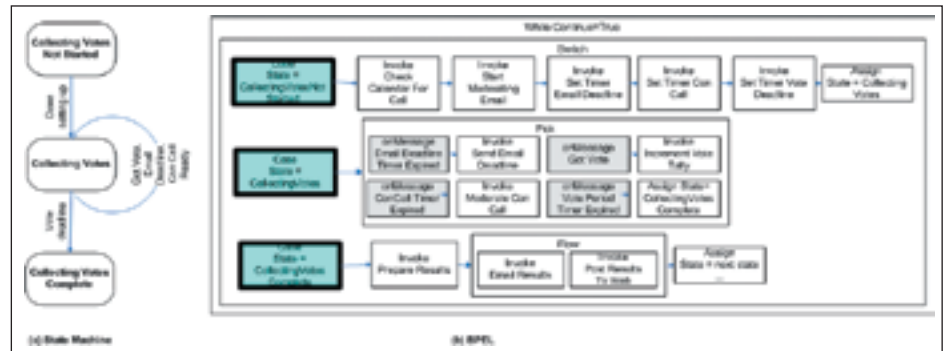 While Continue=True
Switch
Collecting Votes
Not Started
Case
State =
CollectingVotesNot
Started
Invoke
Check
Calendar For
Call
Invoke
Start
Moderating
Email
Invoke
Set Timer
Email Deadline
Invoke
Set Timer Con
Call
Invoke
Set Timer Vote
Deadline
Assign
State = Collecting
Votes
Collecting Votes
Got Vote,
Email
Deadline,
Con Call
Ready
Pick
Case
State =
CollectingVotes
onMessage
Email Deadline
Timer Expired
Invoke
Send Email
Deadline
onMessage
Got Vote
Invoke
Increment Vote
Tally
onMessage
ConCall Timer
Expired
Invoke
Moderate Con
Call
onMessage
Vote Period
Timer Expired
Assign State=
CollectingVotes
Complete
Vote
deadline
Collecting Votes
Complete
Case
State =
CollectingVotes
Complete
Invoke
Prepare Results
Flow
Invoke
Email Results
Invoke
Post Results
To Web
Assign
State = next state
...
(a) State Machine
(b) BPEL